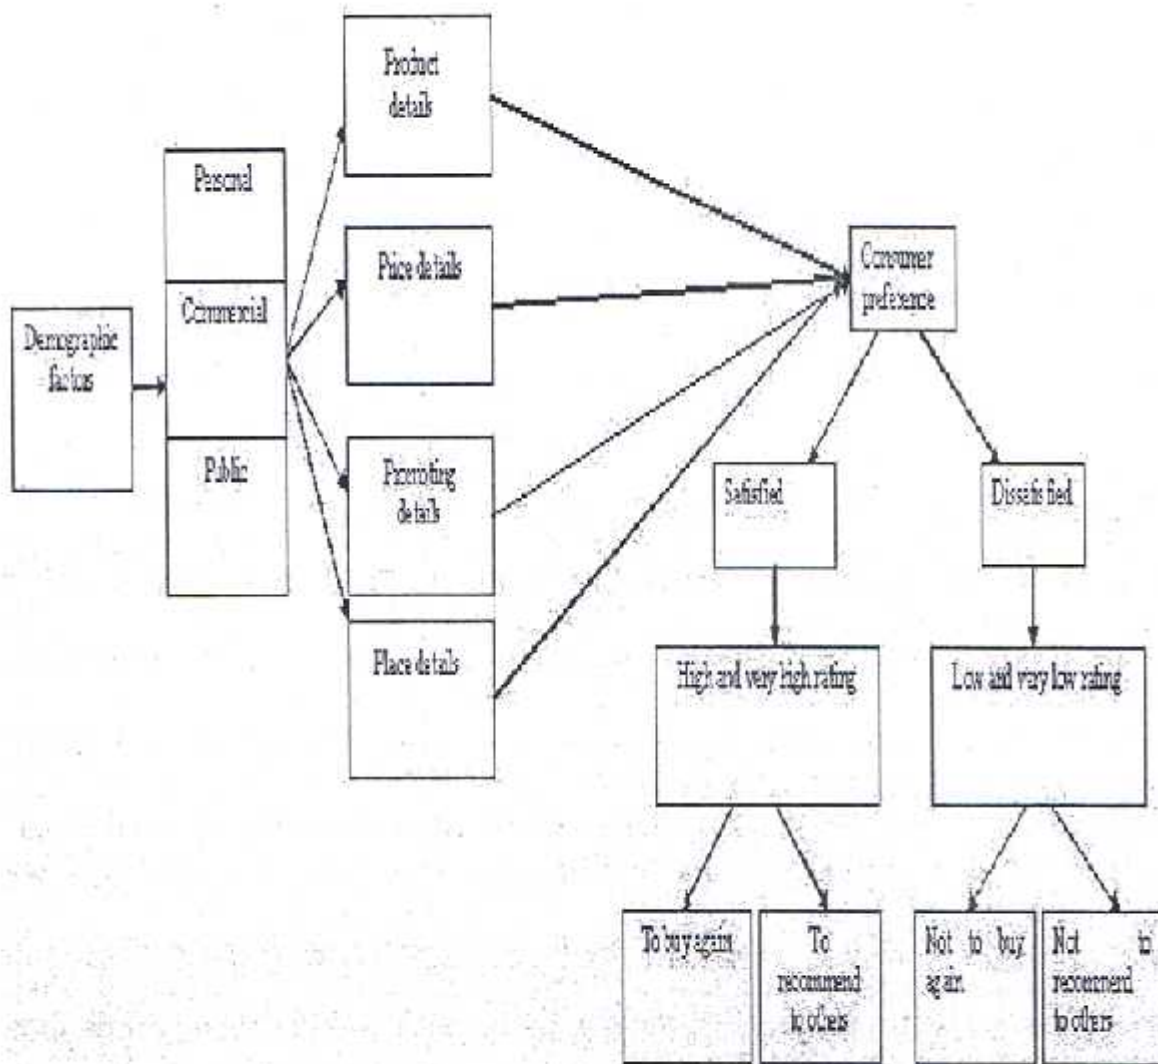 Product
details
Personal
Price details
Consumer
preference
Commercial
Demographic
factors
Public
Promoting
details
Satisfied
Dissatisfied
Place details
High and very high rating
Low and vary low rating
To buy again
To
recommend
to others
Not to buy
again
Not to
recommend
to others